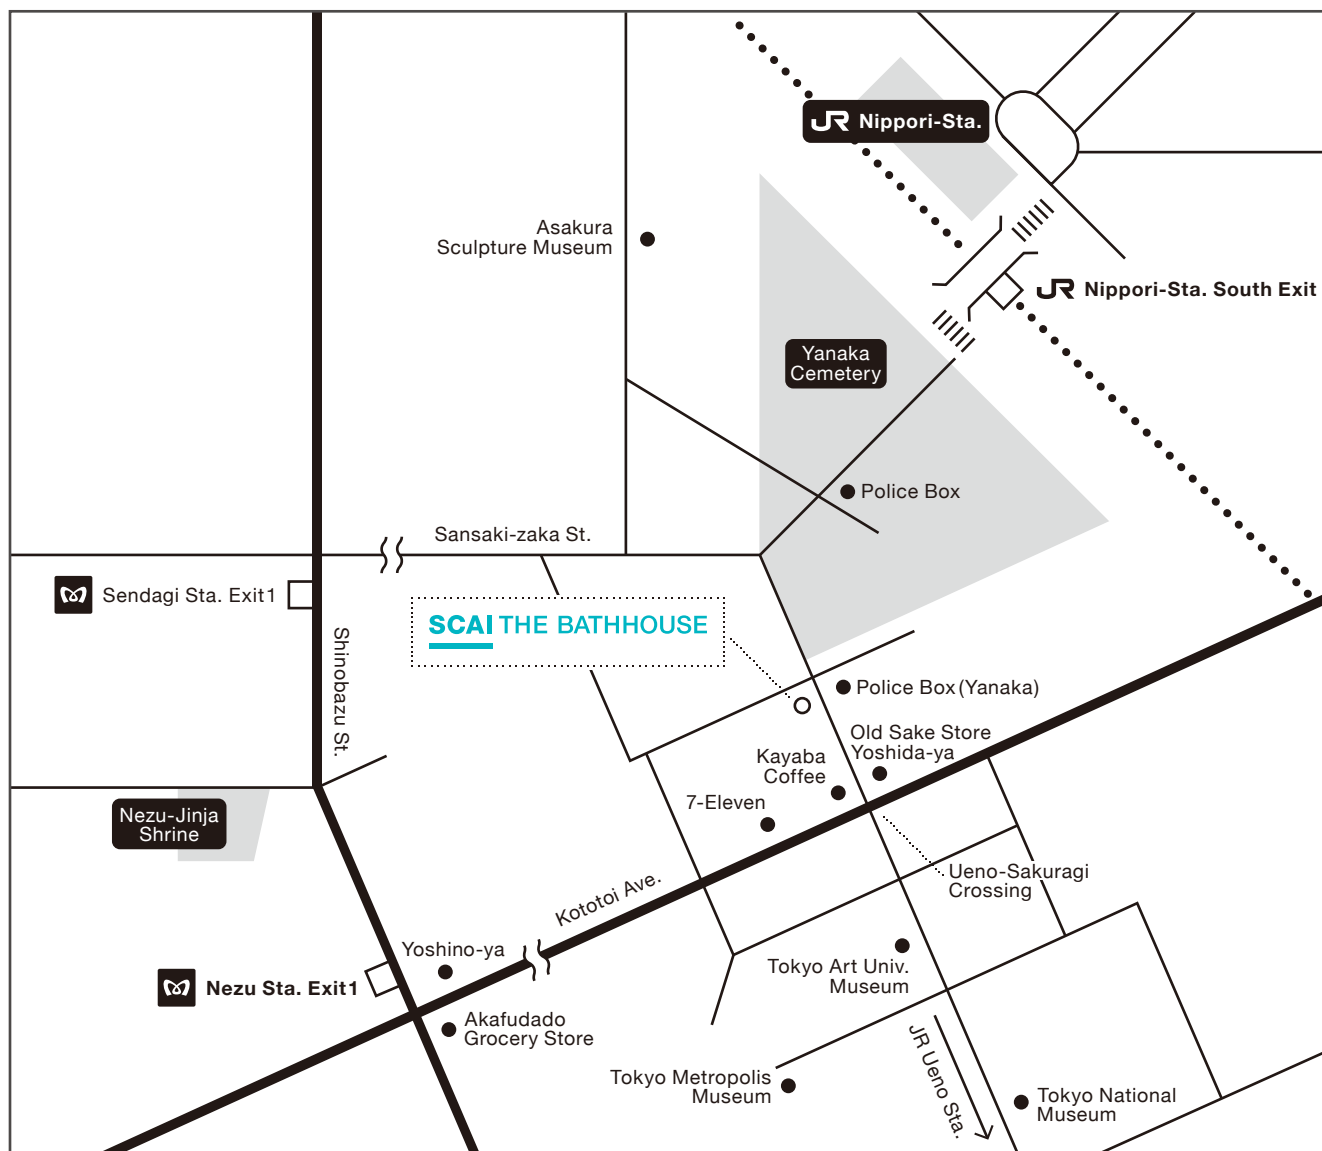 JR Nippori-Sta.
Asakura
Sculpture Museum
JR Nippori-Sta. South Exit
Yanaka
Cemetery
Police Box
Sansaki-zaka St.
Sendagi Sta. Exit1
SCAI THE BATHHOUSE
Shinobazu St.
Police Box (Yanaka)
Old Sake Store
Yoshida-ya
Kayaba
Coffee
7-Eleven
Nezu-Jinja
Shrine
Ueno-Sakuragi
Crossing
Kototoi Ave.
Yoshino-ya
Tokyo Art Univ.
Museum
Nezu Sta. Exit1
Akafudado
Grocery Store
JR Ueno Sta.
Tokyo Metropolis
Museum
Tokyo National
Museum